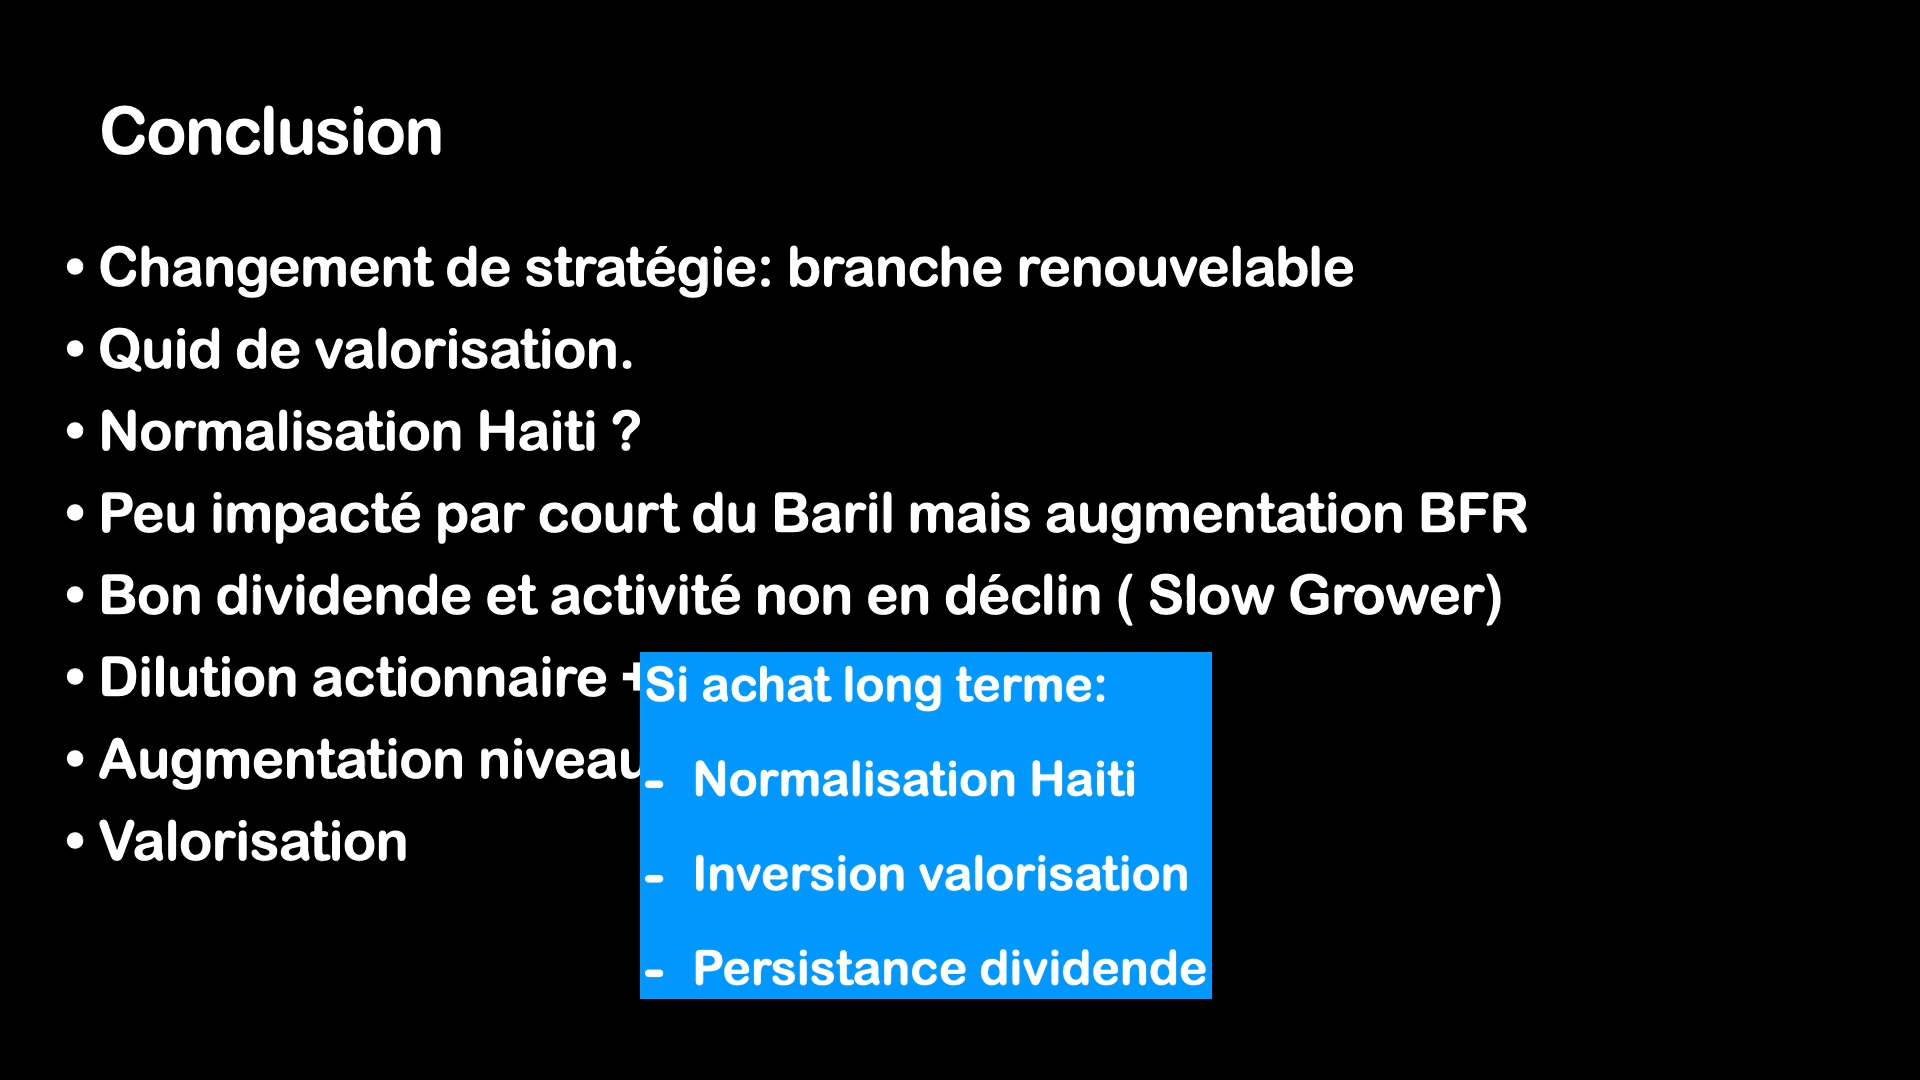 Conclusion
• Changement de stratégie: branche renouvelable
• Quid de valorisation.
• Normalisation Haiti ?
• Peu impacté par court du Baril mais augmentation BFR
• Bon dividende et activité non en déclin ( Slow Grower)
• Dilution actionnaire +
• Augmentation niveau
• Valorisation
Si achat long terme:
- Normalisation Haiti
- Inversion valorisation
- Persistance dividende